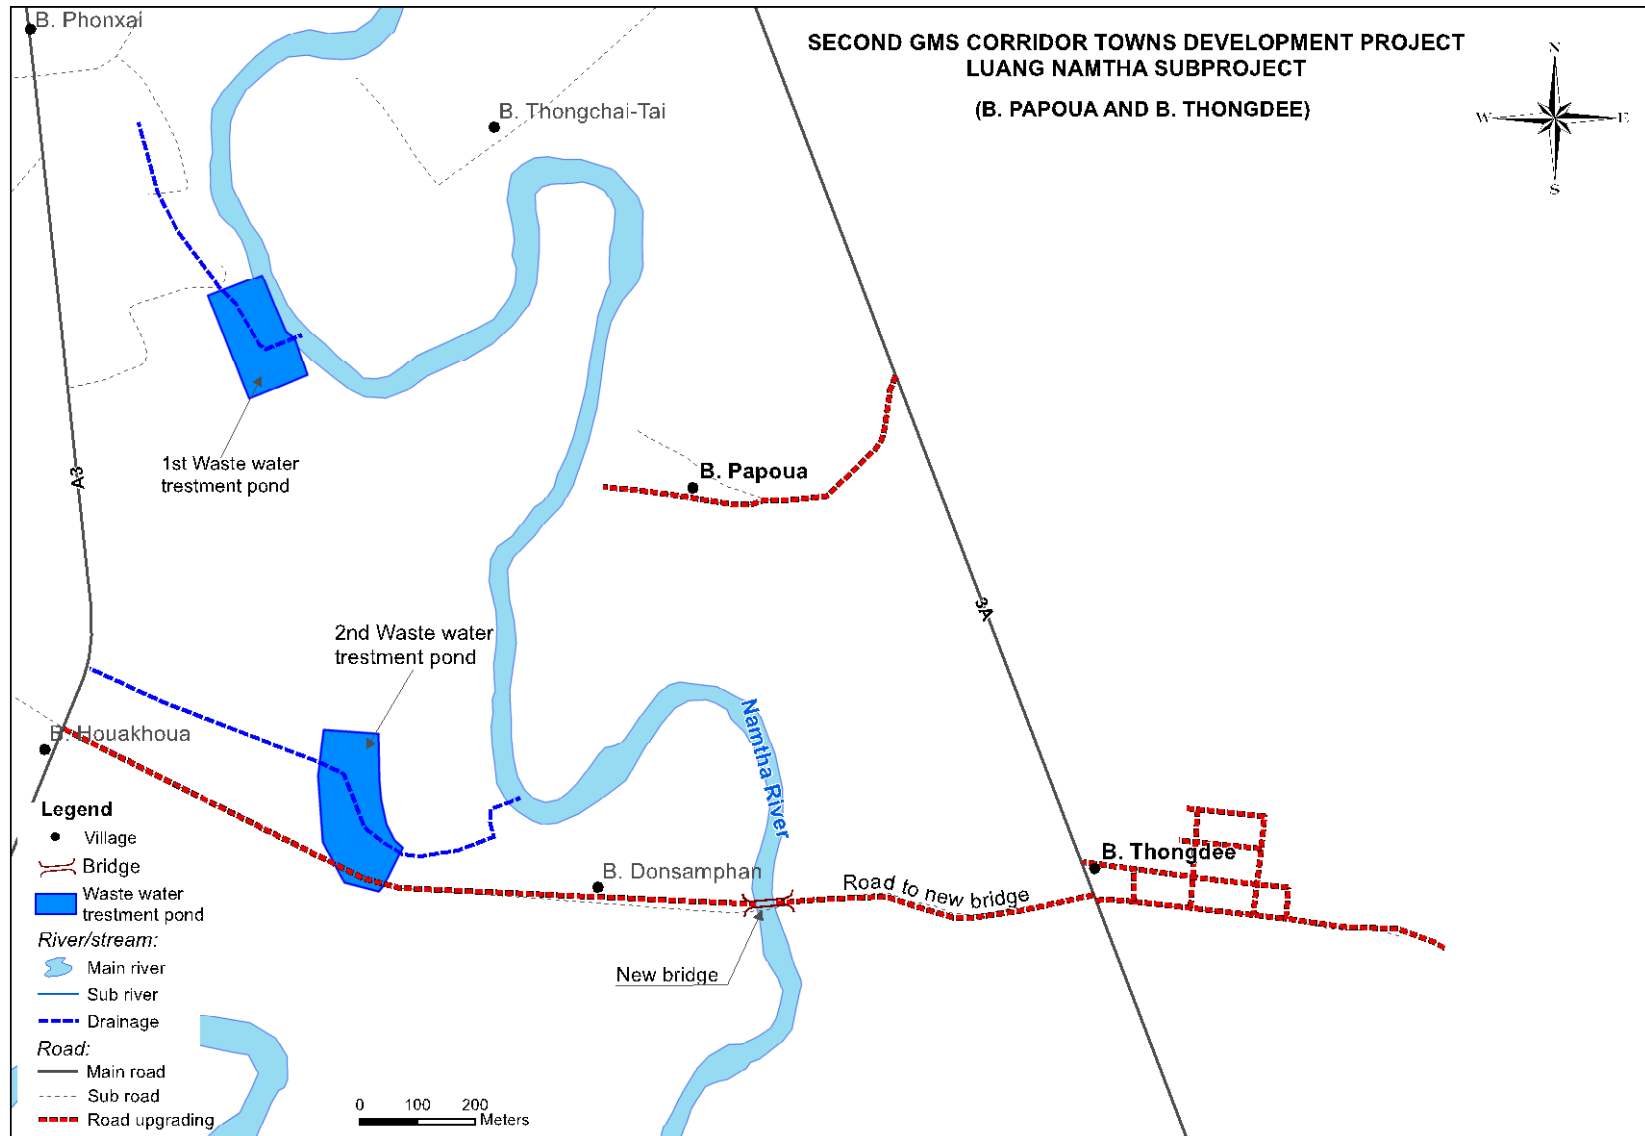 B. Phonxai
SECOND GMS CORRIDOR TOWNS DEVELOPMENT PROJECT
LUANG NAMTHA SUBPROJECT
(B. PAPOUA AND B. THONGDEE)
N
W
E
S
B. Thongchai-Tai
1st Waste water
trestment pond
A3
B. Papoua
3A
2nd Waste water
trestment pond
Namtha River
B. Houakhoua
B. Donsamphan
Road to new bridge
B. Thongdee
New bridge
Legend
Village
Bridge
Waste water
trestment pond
River/stream:
Main river
Sub river
Drainage
Road:
Main road
Sub road
Road upgrading
0 100 200
Meters